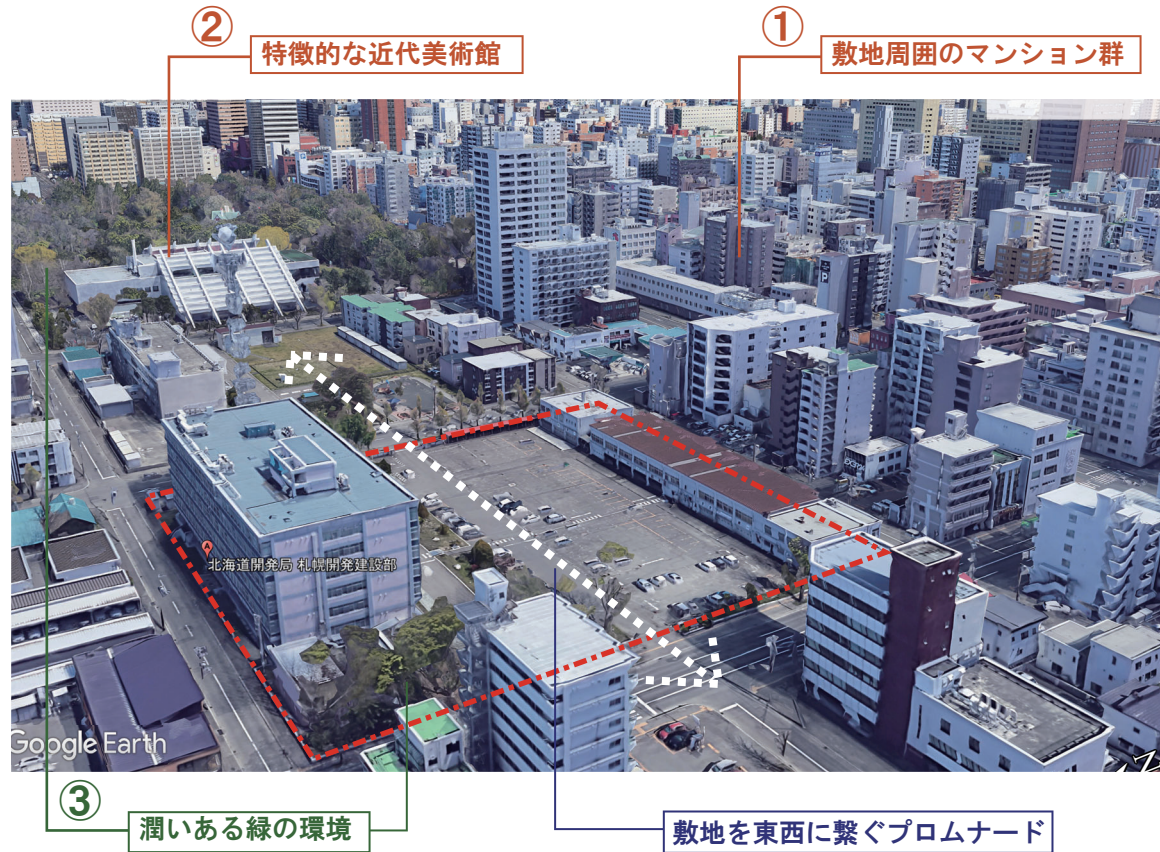 ②
特徴的な近代美術館
①
敷地周囲のマンション群
P
北海道開発局 札幌開発建設部
Google Earth
③
潤いある緑の環境
敷地を東西に繋ぐプロムナード